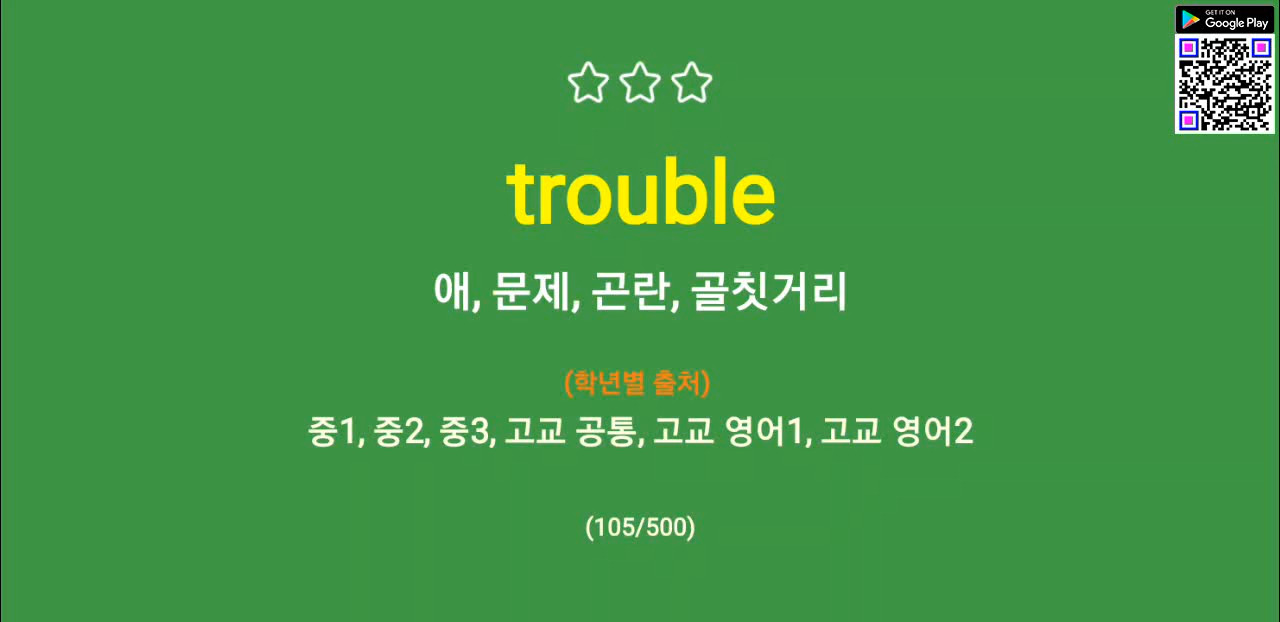 GET IT ON
Google Play
trouble
애, 문제, 곤란, 골칫거리
(학년별 출처)
중1, 중2, 중3, 고교 공통, 고교 영어1, 고교 영어2
(105/500)